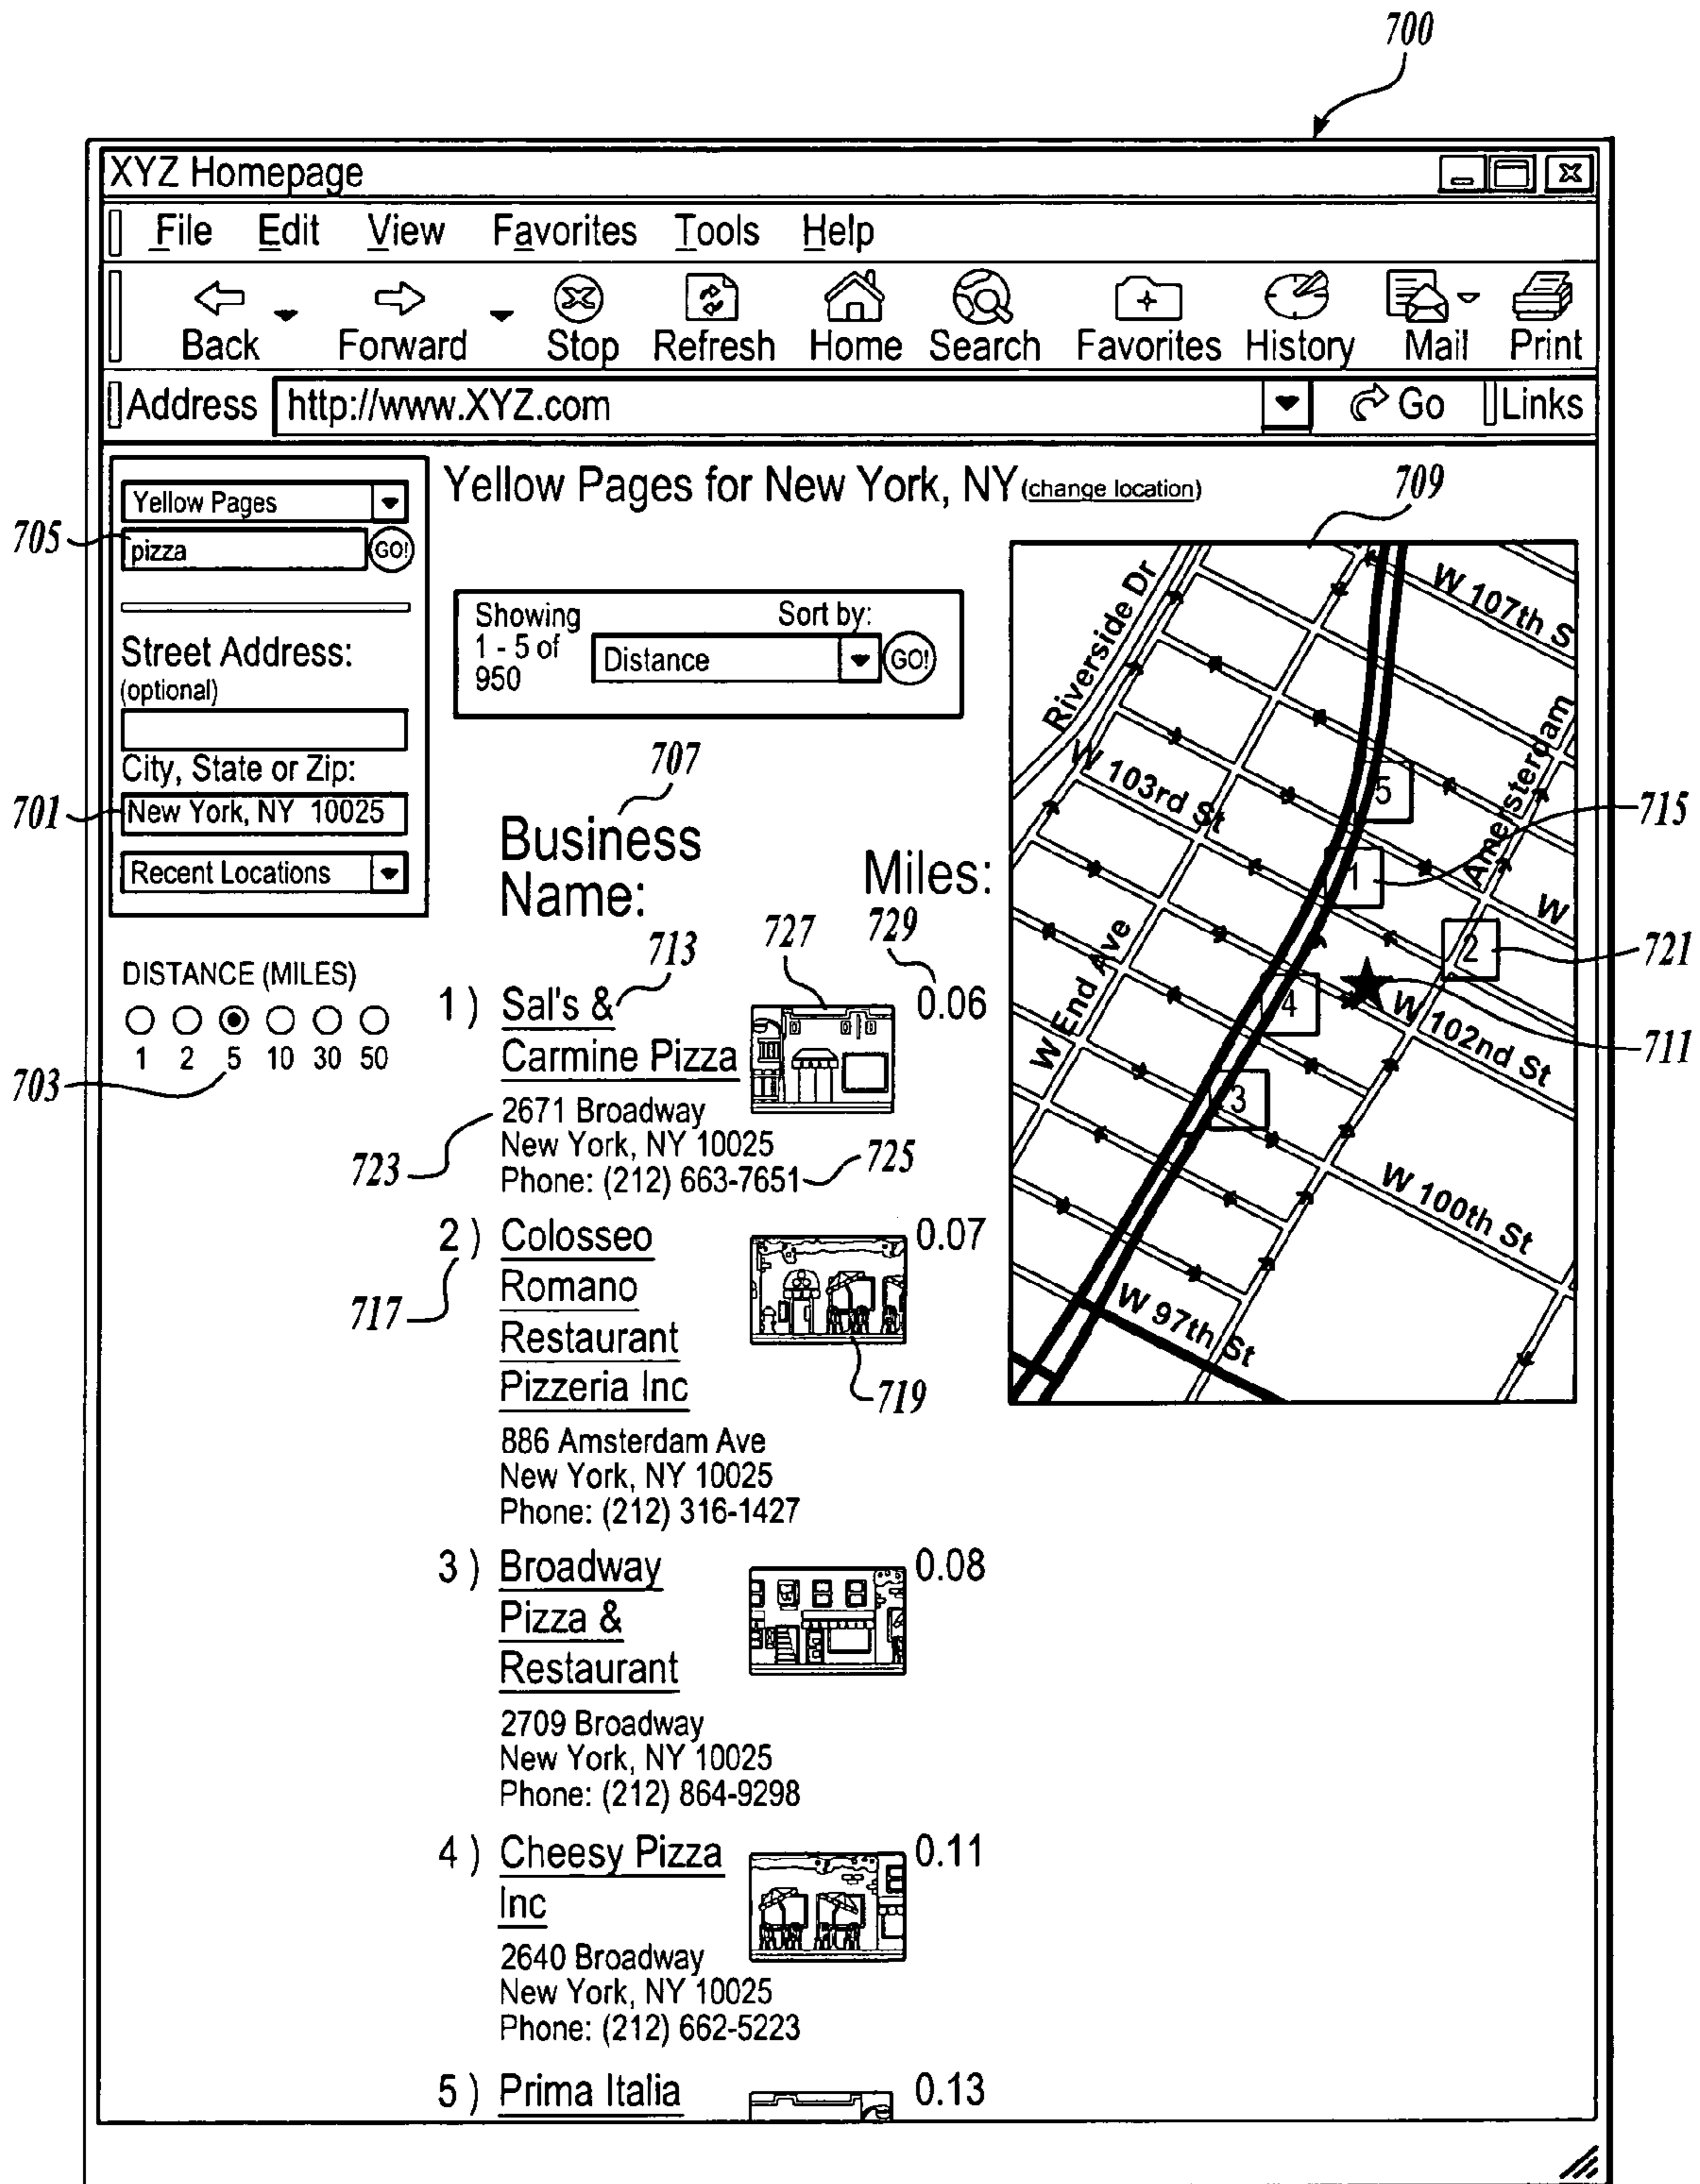 700
XYZ Homepage
File Edit View Favorites Tools Help
Back Forward Stop Refresh Home Search Favorites History Mail Print
Address http://www.XYZ.com Go Links
Yellow Pages
705
pizza GO!
Street Address:
(optional)
City, State or Zip:
701
New York, NY 10025
Recent Locations
DISTANCE (MILES)
1 2 5 10 30 50
703
Yellow Pages for New York, NY (change location)
Showing
1 - 5 of
950
Sort by:
Distance GO!
707
Business
Name:
Miles:
713
727
729
1) Sal's &
Carmine Pizza
0.06
2671 Broadway
New York, NY 10025
Phone: (212) 663-7651
723
725
2) Colosseo
Romano
Restaurant
Pizzeria Inc
0.07
717
719
886 Amsterdam Ave
New York, NY 10025
Phone: (212) 316-1427
3) Broadway
Pizza &
Restaurant
0.08
2709 Broadway
New York, NY 10025
Phone: (212) 864-9298
4) Cheesy Pizza
Inc
0.11
2640 Broadway
New York, NY 10025
Phone: (212) 662-5223
5) Prima Italia
0.13
709
Riverside Dr
W 107th S
W 103rd St
Amersterdam
5
715
1
W
2
721
W End Ave
4
W 102nd St
711
3
W 100th St
W 97th St